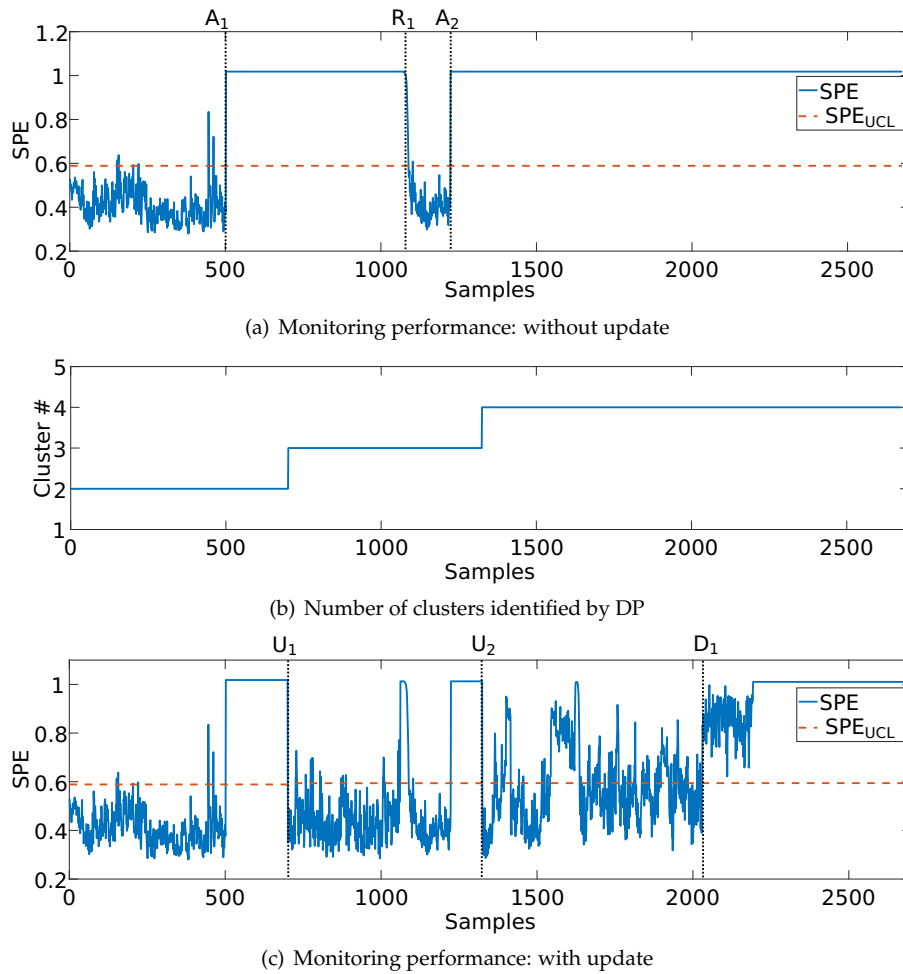 A1 R1 A2
1.2
1
0.8
0.6
0.4
0.2
SPE
SPE
SPEUCL
0 500 1000 1500 2000 2500
Samples
(a) Monitoring performance: without update
5
4
3
2
1
Cluster #
0 500 1000 1500 2000 2500
Samples
(b) Number of clusters identified by DP
U1 U2 D1
1
0.8
0.6
0.4
0.2
SPE
SPE
SPEUCL
0 500 1000 1500 2000 2500
Samples
(c) Monitoring performance: with update